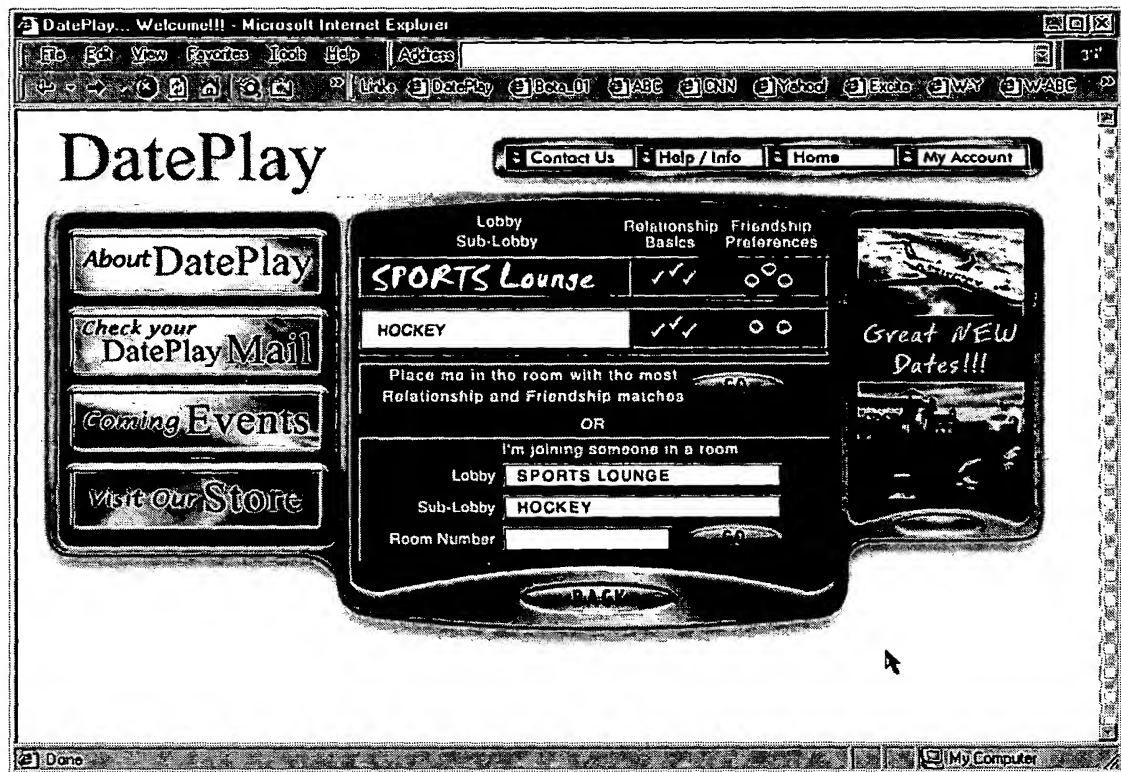 DatePlay... Welcome!!! - Microsoft Internet Explorer
File Edit View Favorites Tools Help Address
Links DatePlay Beta_01 ABC CNN Yahoo! Excite W-Y W-ABC
DatePlay
Contact Us Help / Info Home My Account
About DatePlay
Check your
DatePlay Mail
Coming Events
Visit Our Store
Lobby
Sub-Lobby
Relationship
Basics
Friendship
Preferences
SPORTS Lounge
HOCKEY
Place me in the room with the most
Relationship and Friendship matches
GO
OR
I'm joining someone in a room
Lobby SPORTS LOUNGE
Sub-Lobby HOCKEY
Room Number
GO
BACK
Great NEW
Dates!!!
Done
My Computer